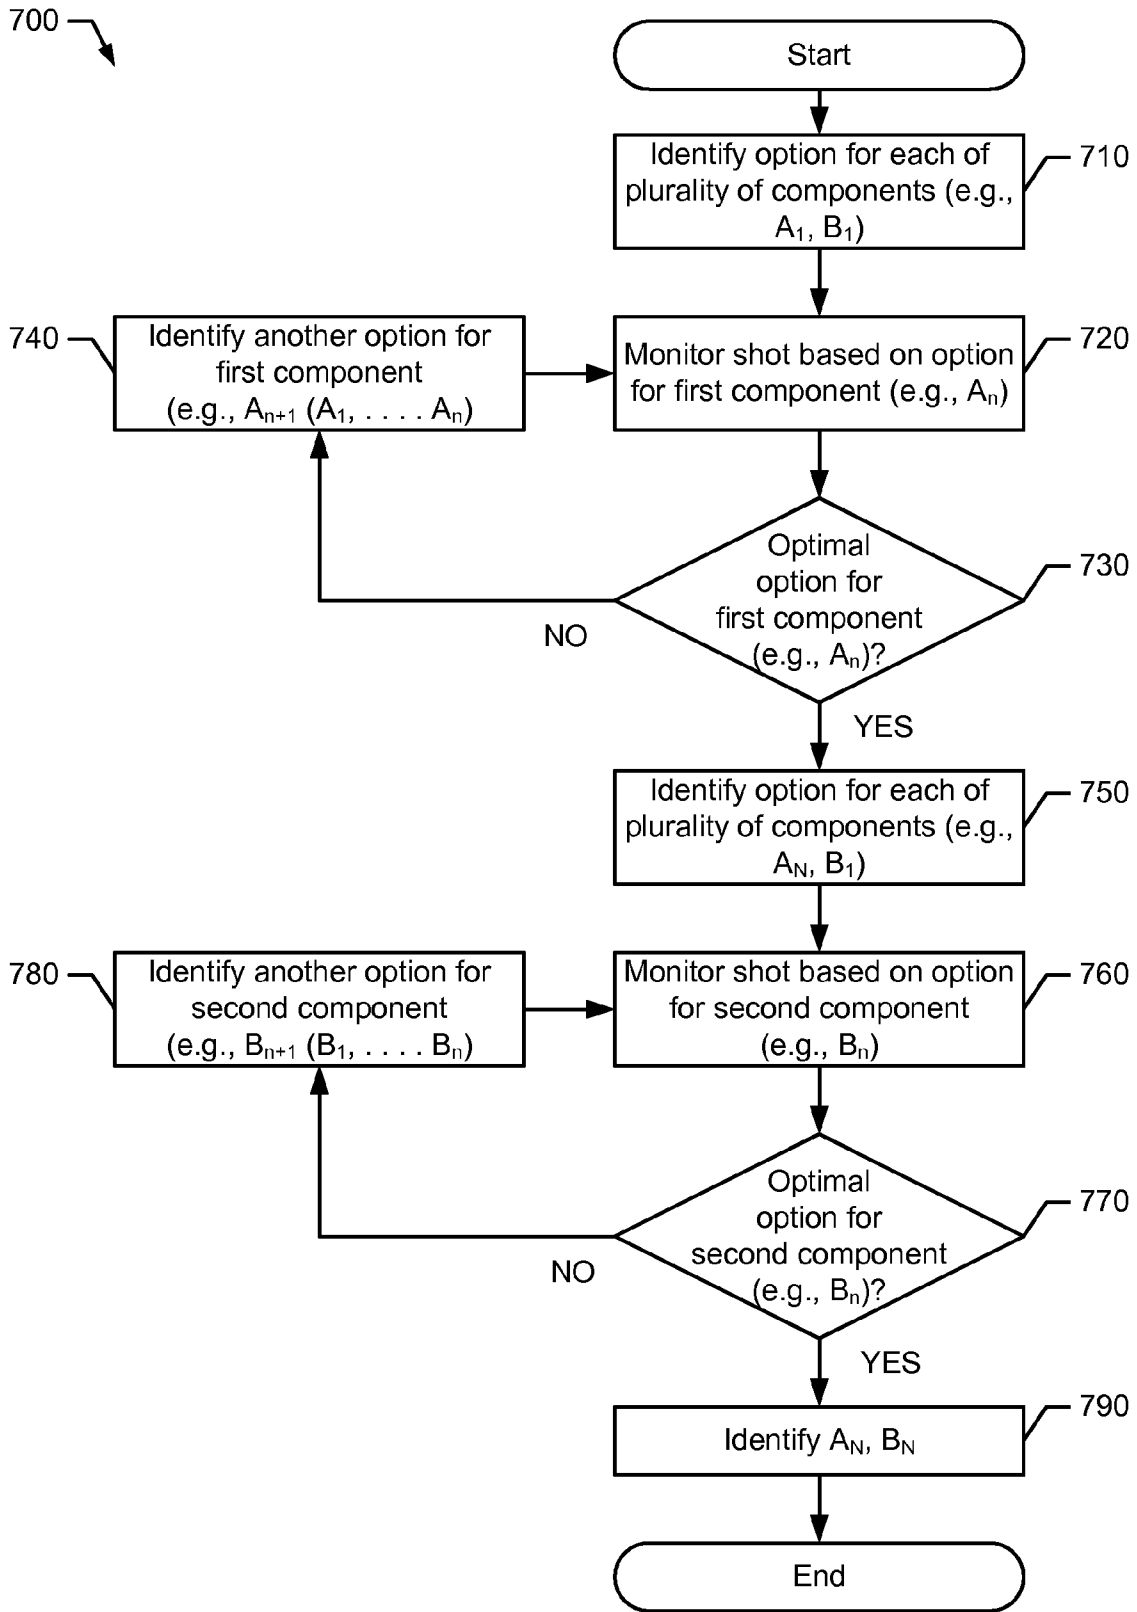 700
Start
Identify option for each of
plurality of components (e.g.,
A₁, B₁)
710
740
Identify another option for
first component
(e.g., Aₙ₊₁ (A₁, . . . . Aₙ)
Monitor shot based on option
for first component (e.g., Aₙ)
720
Optimal
option for
first component
(e.g., Aₙ)?
730
NO
YES
Identify option for each of
plurality of components (e.g.,
A_N, B₁)
750
780
Identify another option for
second component
(e.g., Bₙ₊₁ (B₁, . . . . Bₙ)
Monitor shot based on option
for second component
(e.g., Bₙ)
760
Optimal
option for
second component
(e.g., Bₙ)?
770
NO
YES
Identify A_N, B_N
790
End